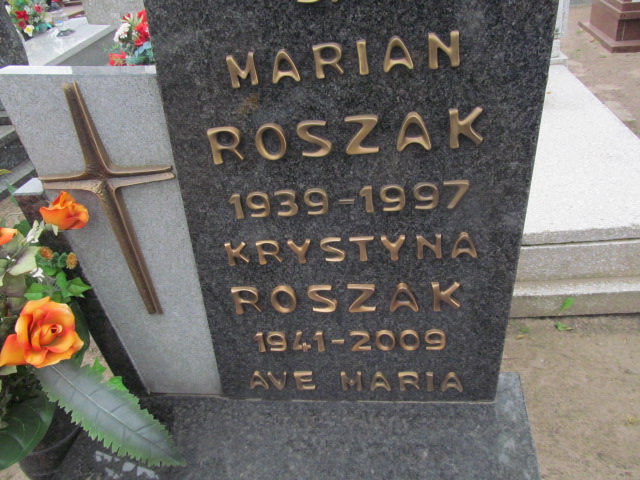 MARIAN
ROSZAK
1939-1997
KRYSTYNA
ROSZAK
1941-2009
AVE MARIA